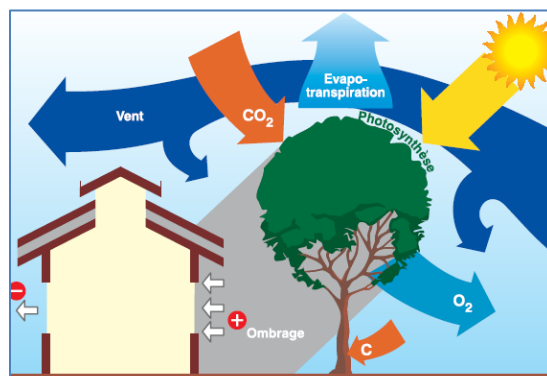 Evapo-
transpiration
Vent
CO₂
Photosynthèse
O₂
Ombrage
C